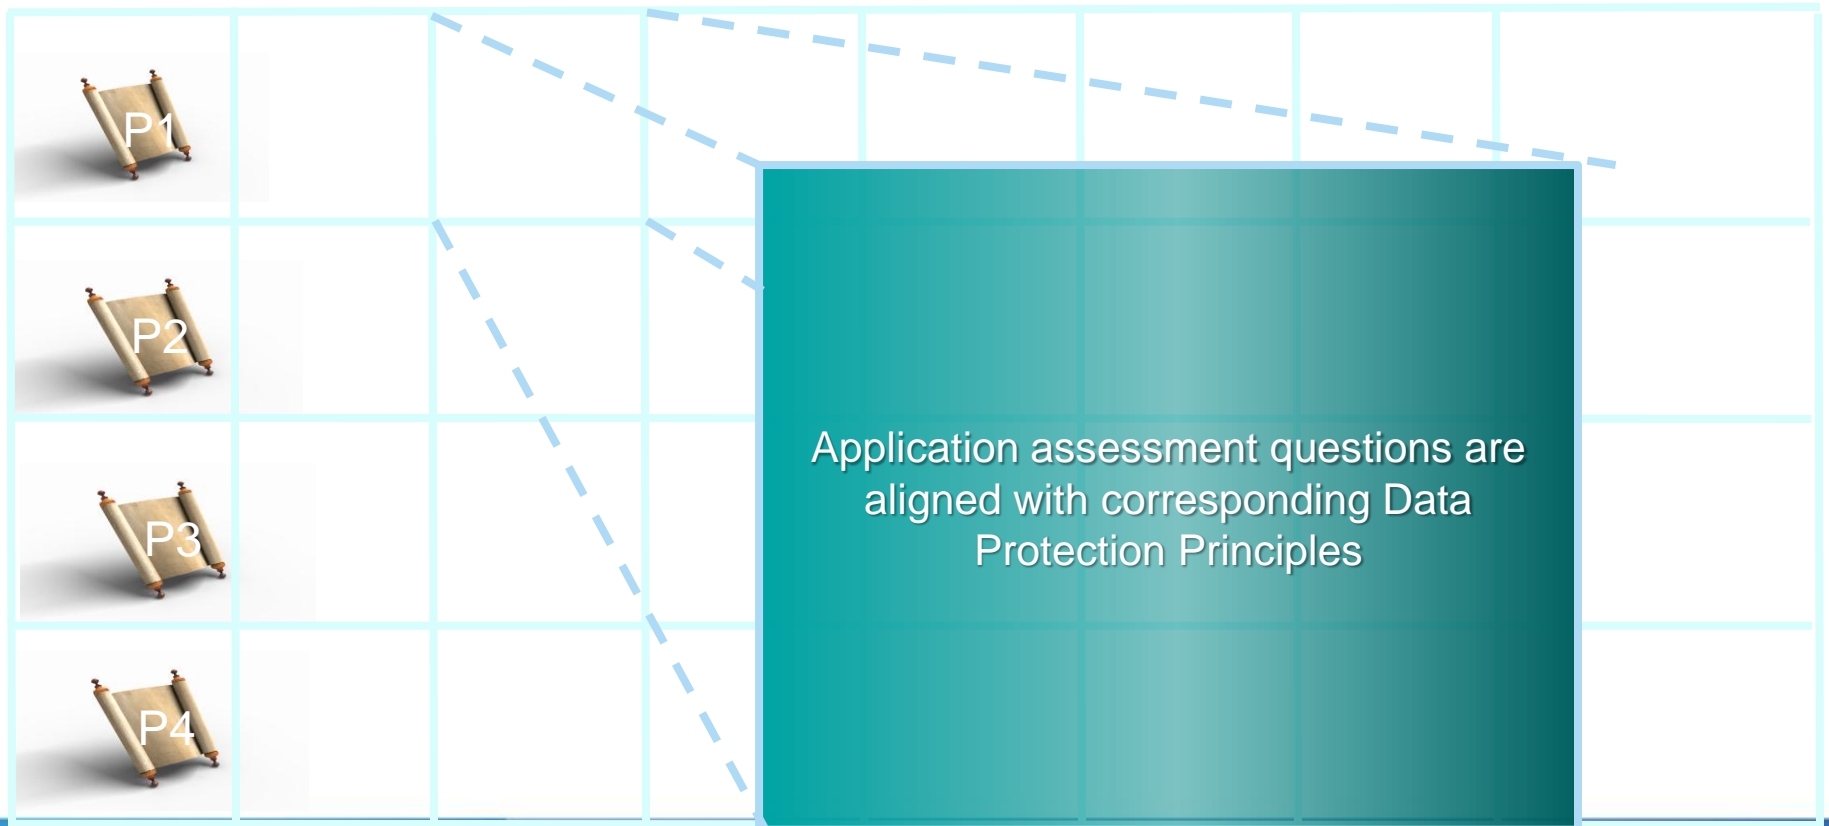 P1
P2
Application assessment questions are
aligned with corresponding Data
Protection Principles
P3
P4